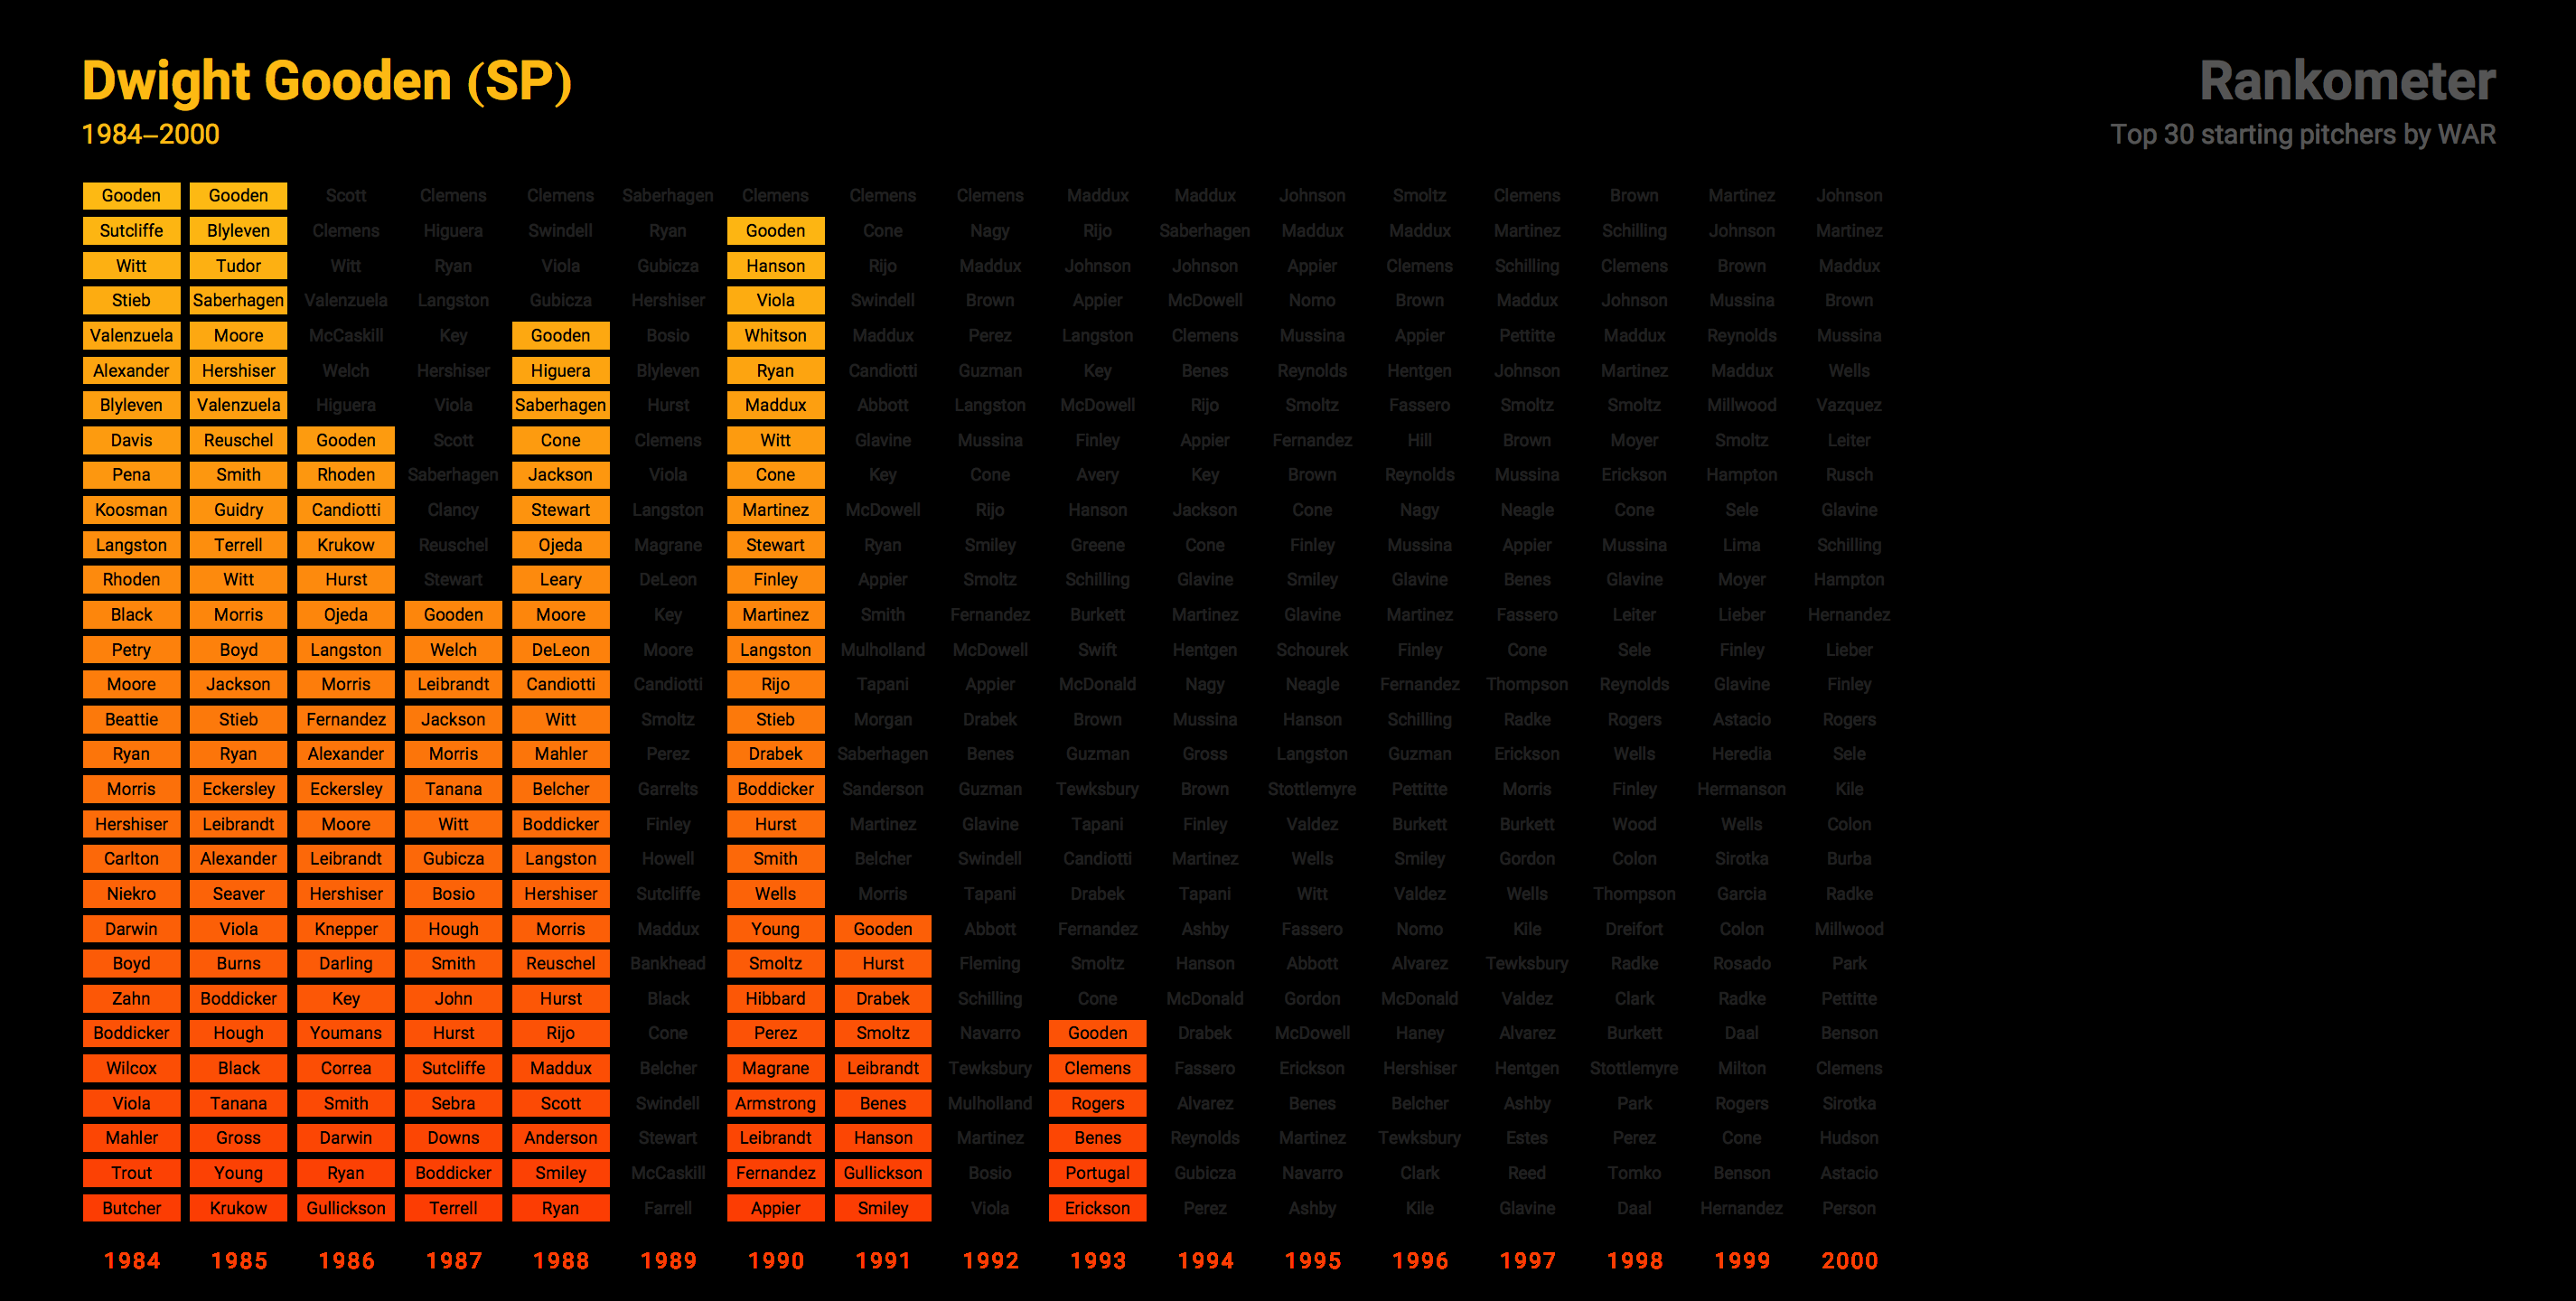 Dwight Gooden (SP)
1984–2000
Rankometer
Top 30 starting pitchers by WAR
Gooden Gooden Scott Clemens Clemens Saberhagen Clemens Clemens Clemens Maddux Maddux Johnson Smoltz Clemens Brown Martinez Johnson
Sutcliffe Blyleven Clemens Higuera Swindell Ryan Gooden Cone Nagy Rijo Saberhagen Maddux Maddux Martinez Schilling Johnson Martinez
Witt Tudor Witt Ryan Viola Gubicza Hanson Rijo Maddux Johnson Johnson Appier Clemens Schilling Clemens Brown Maddux
Stieb Saberhagen Valenzuela Langston Gubicza Hershiser Viola Swindell Brown Appier McDowell Nomo Brown Maddux Johnson Mussina Brown
Valenzuela Moore McCaskill Key Gooden Bosio Whitson Maddux Perez Langston Clemens Mussina Appier Pettitte Maddux Reynolds Mussina
Alexander Hershiser Welch Hershiser Higuera Blyleven Ryan Candiotti Guzman Key Benes Reynolds Hentgen Johnson Martinez Maddux Wells
Blyleven Valenzuela Higuera Viola Saberhagen Hurst Maddux Abbott Langston McDowell Rijo Smoltz Fassero Smoltz Smoltz Millwood Vazquez
Davis Reuschel Gooden Scott Cone Clemens Witt Glavine Mussina Finley Appier Fernandez Hill Brown Moyer Smoltz Leiter
Pena Smith Rhoden Saberhagen Jackson Viola Cone Key Cone Avery Key Brown Reynolds Mussina Erickson Hampton Rusch
Koosman Guidry Candiotti Clancy Stewart Langston Martinez McDowell Rijo Hanson Jackson Cone Nagy Neagle Cone Sele Glavine
Langston Terrell Krukow Reuschel Ojeda Magrane Stewart Ryan Smiley Greene Cone Finley Mussina Appier Mussina Lima Schilling
Rhoden Witt Hurst Stewart Leary DeLeon Finley Appier Smoltz Schilling Glavine Smiley Glavine Benes Glavine Moyer Hampton
Black Morris Ojeda Gooden Moore Key Martinez Smith Fernandez Burkett Martinez Glavine Martinez Fassero Leiter Lieber Hernandez
Petry Boyd Langston Welch DeLeon Moore Langston Mulholland McDowell Swift Hentgen Schourek Finley Cone Sele Finley Lieber
Moore Jackson Morris Leibrandt Candiotti Candiotti Rijo Tapani Appier McDonald Nagy Neagle Fernandez Thompson Reynolds Glavine Finley
Beattie Stieb Fernandez Jackson Witt Smoltz Stieb Morgan Drabek Brown Mussina Hanson Schilling Radke Rogers Astacio Rogers
Ryan Ryan Alexander Morris Mahler Perez Drabek Saberhagen Benes Guzman Gross Langston Guzman Erickson Wells Heredia Sele
Morris Eckersley Eckersley Tanana Belcher Garrelts Boddicker Sanderson Guzman Tewksbury Brown Stottlemyre Pettitte Morris Finley Hermanson Kile
Hershiser Leibrandt Moore Witt Boddicker Finley Hurst Martinez Glavine Tapani Finley Valdez Burkett Burkett Wood Wells Colon
Carlton Alexander Leibrandt Gubicza Langston Howell Smith Belcher Swindell Candiotti Martinez Wells Smiley Gordon Colon Sirotka Burba
Niekro Seaver Hershiser Bosio Hershiser Sutcliffe Wells Morris Tapani Drabek Tapani Witt Valdez Wells Thompson Garcia Radke
Darwin Viola Knepper Hough Morris Maddux Young Gooden Abbott Fernandez Ashby Fassero Nomo Kile Dreifort Colon Millwood
Boyd Burns Darling Smith Reuschel Bankhead Smoltz Hurst Fleming Smoltz Hanson Abbott Alvarez Tewksbury Radke Rosado Park
Zahn Boddicker Key John Hurst Black Hibbard Drabek Schilling Cone McDonald Gordon McDonald Valdez Clark Radke Pettitte
Boddicker Hough Youmans Hurst Rijo Cone Perez Smoltz Navarro Gooden Drabek McDowell Haney Alvarez Burkett Daal Benson
Wilcox Black Correa Sutcliffe Maddux Belcher Magrane Leibrandt Tewksbury Clemens Fassero Erickson Hershiser Hentgen Stottlemyre Milton Clemens
Viola Tanana Smith Sebra Scott Swindell Armstrong Benes Mulholland Rogers Alvarez Benes Belcher Ashby Park Rogers Sirotka
Mahler Gross Darwin Downs Anderson Stewart Leibrandt Hanson Martinez Benes Reynolds Martinez Tewksbury Estes Perez Cone Hudson
Trout Young Ryan Boddicker Smiley McCaskill Fernandez Gullickson Bosio Portugal Gubicza Navarro Clark Reed Tomko Benson Astacio
Butcher Krukow Gullickson Terrell Ryan Farrell Appier Smiley Viola Erickson Perez Ashby Kile Glavine Daal Hernandez Person
1984 1985 1986 1987 1988 1989 1990 1991 1992 1993 1994 1995 1996 1997 1998 1999 2000